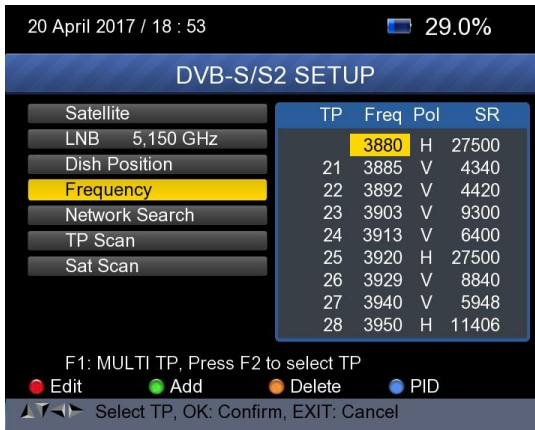 20 April 2017 / 18 : 53 29.0%
DVB-S/S2 SETUP
Satellite
LNB 5,150 GHz
Dish Position
Frequency
Network Search
TP Scan
Sat Scan
TP Freq Pol SR
3880 H 27500
21 3885 V 4340
22 3892 V 4420
23 3903 V 9300
24 3913 V 6400
25 3920 H 27500
26 3929 V 8840
27 3940 V 5948
28 3950 H 11406
F1: MULTI TP, Press F2 to select TP
Edit Add Delete PID
Select TP, OK: Confirm, EXIT: Cancel